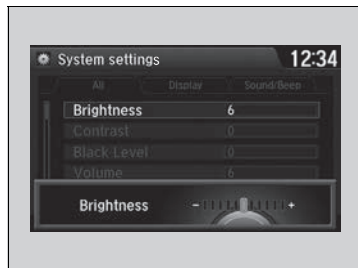 System settings 12:34
All Display Sound/Beep
Brightness 6
Contrast 0
Black Level 0
Volume 6
Brightness - +